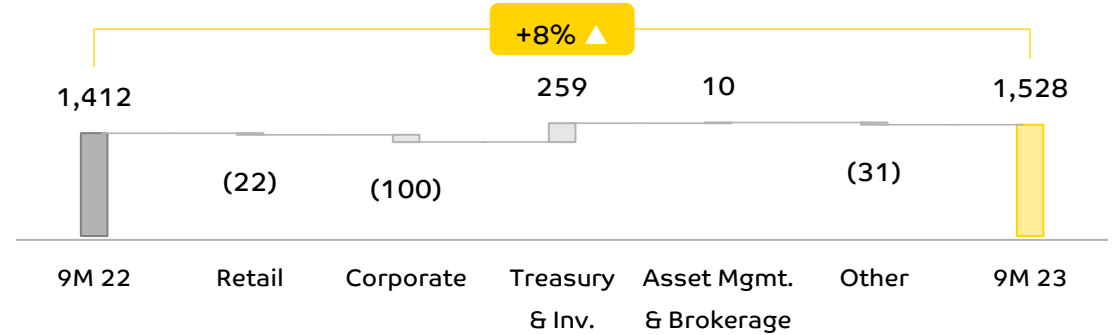 +8%
259
10
1,412
1,528
(22)
(100)
(31)
9M 22
Retail
Corporate
Treasury
& Inv.
Asset Mgmt.
& Brokerage
Other
9M 23